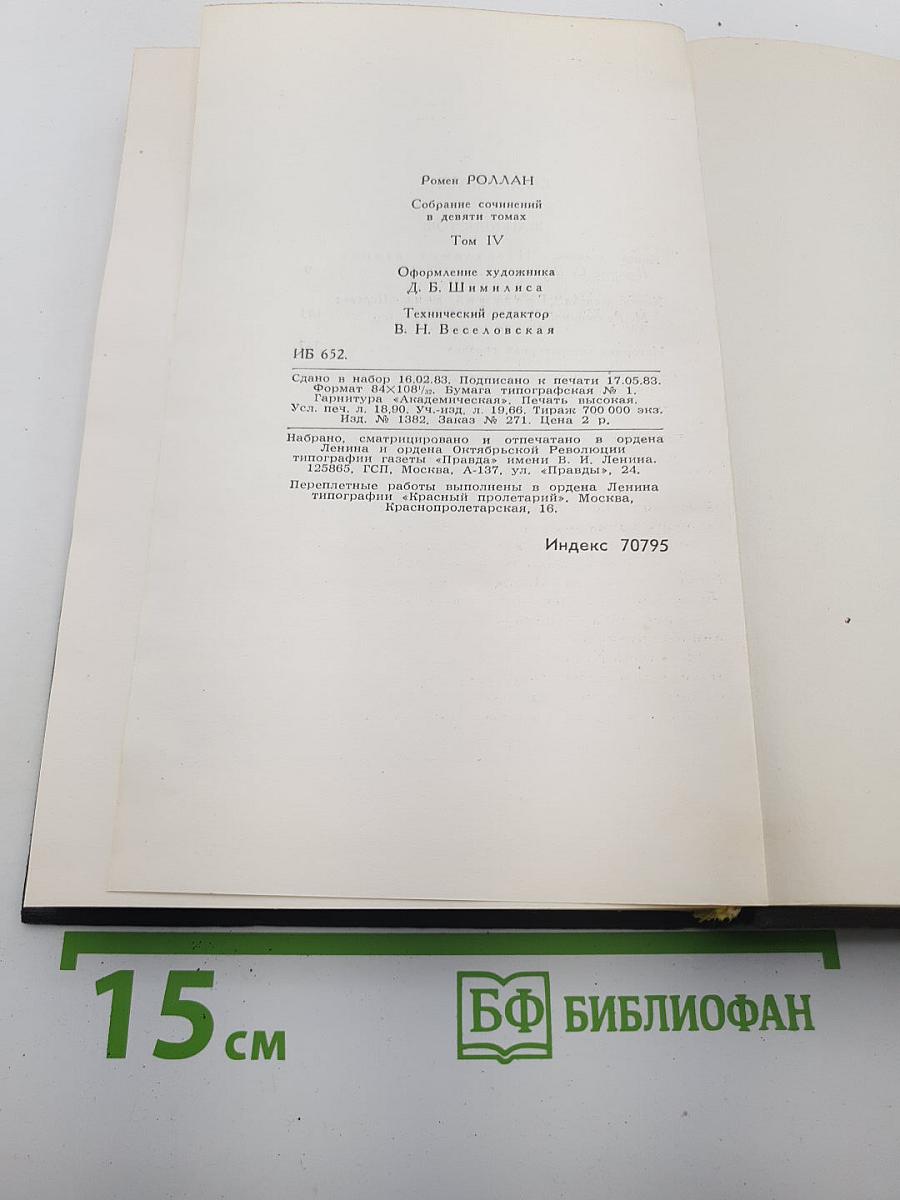 Ромен РОЛЛАН
Собрание сочинений
в девяти томах
Том IV
Оформление художника
Д. Б. Шимилиса
Технический редактор
В. Н. Веселовская
ИБ 652.
Сдано в набор 16.02.83. Подписано к печати 17.05.83.
Формат 84×108¹/₃₂. Бумага типографская № 1.
Гарнитура «Академическая». Печать высокая.
Усл. печ. л. 18,90. Уч.-изд. л. 19,66. Тираж 700 000 экз.
Изд. № 1382. Заказ № 271. Цена 2 р.
Набрано, сматрицировано и отпечатано в ордена
Ленина и ордена Октябрьской Революции
типографии газеты «Правда» имени В. И. Ленина.
125865, ГСП, Москва, А-137, ул. «Правды», 24.
Переплетные работы выполнены в ордена Ленина
типографии «Красный пролетарий». Москва,
Краснопролетарская, 16.
Индекс 70795
15 см
БФ БИБЛИОФАН